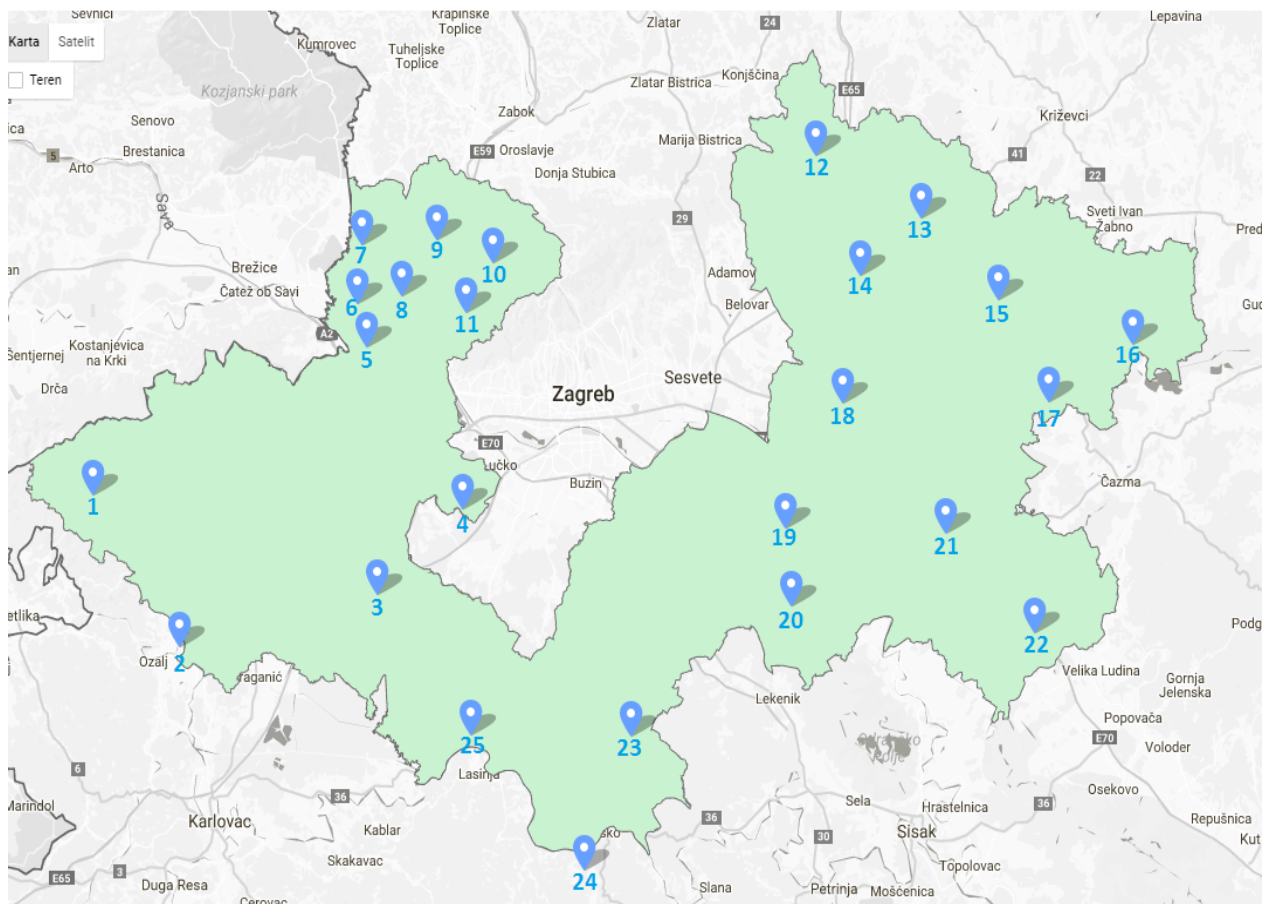 Sevnici
Krapinske
Toplice
Zlatar
24
Lepavina
Karta
Satelit
Kumrovec
Tuheljske
Toplice
Teren
Kozjanski park
Konjščina
Zlatar Bistrica
E65
Zabok
Senovo
Križevci
ica
5
Brestanica
Arto
E59
Oroslavje
Marija Bistrica
41
Donja Stubica
12
22
Sava
29
Sveti Ivan
Žabno
13
Pred
7
9
10
an
Brežice
Čatež ob Savi
Adamov
14
6
8
Belovar
15
Gud
11
A2
Šentjernej
Kostanjevica
na Krki
5
16
Drča
Sesvete
Zagreb
18
17
E70
Lučko
Buzin
Čazma
1
4
19
21
3
20
etlika
22
Podg
2
Ozalj
Velika Ludina
raganić
Lekenik
Gornja
Jelenska
Popovača
25
23
E70
Voloder
Lasinja
6
Osekovo
Marindol
36
Sela
Hrastelnica
36
Karlovac
Kablar
sko
36
30
Sisak
Repušnica
Kut
Skakavac
24
Topolovac
E65
3
Duga Resa
Slana
Petrinja
Mošćenica
Cerovac